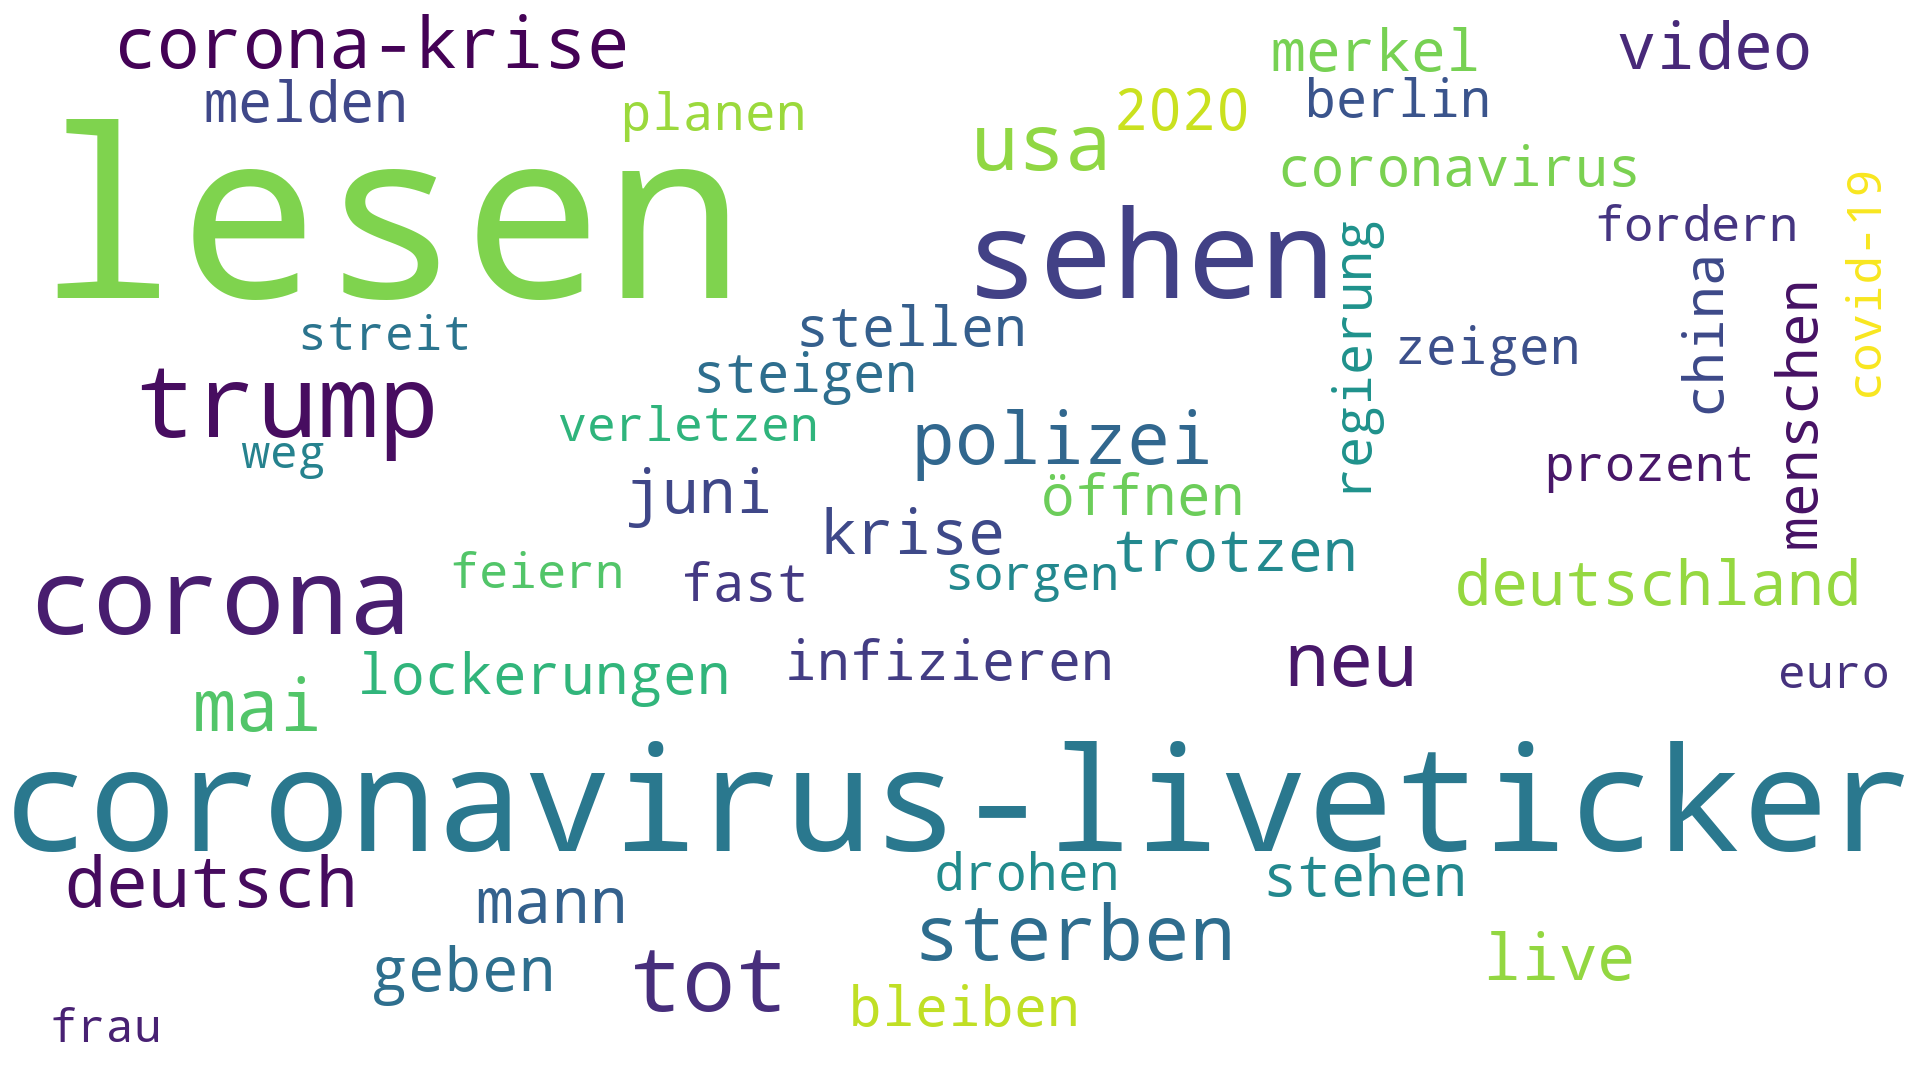 corona-krise
merkel
video
melden
planen
2020
berlin
lesen
usa
coronavirus
covid-19
sehen
regierung
fordern
china
menschen
streit
stellen
zeigen
trump
steigen
weg
verletzen
polizei
prozent
juni
öffnen
krise
trotzen
corona
feiern
fast
sorgen
deutschland
mai
lockerungen
infizieren
neu
euro
coronavirus-liveticker
deutsch
mann
drohen
stehen
geben
tot
sterben
live
frau
bleiben